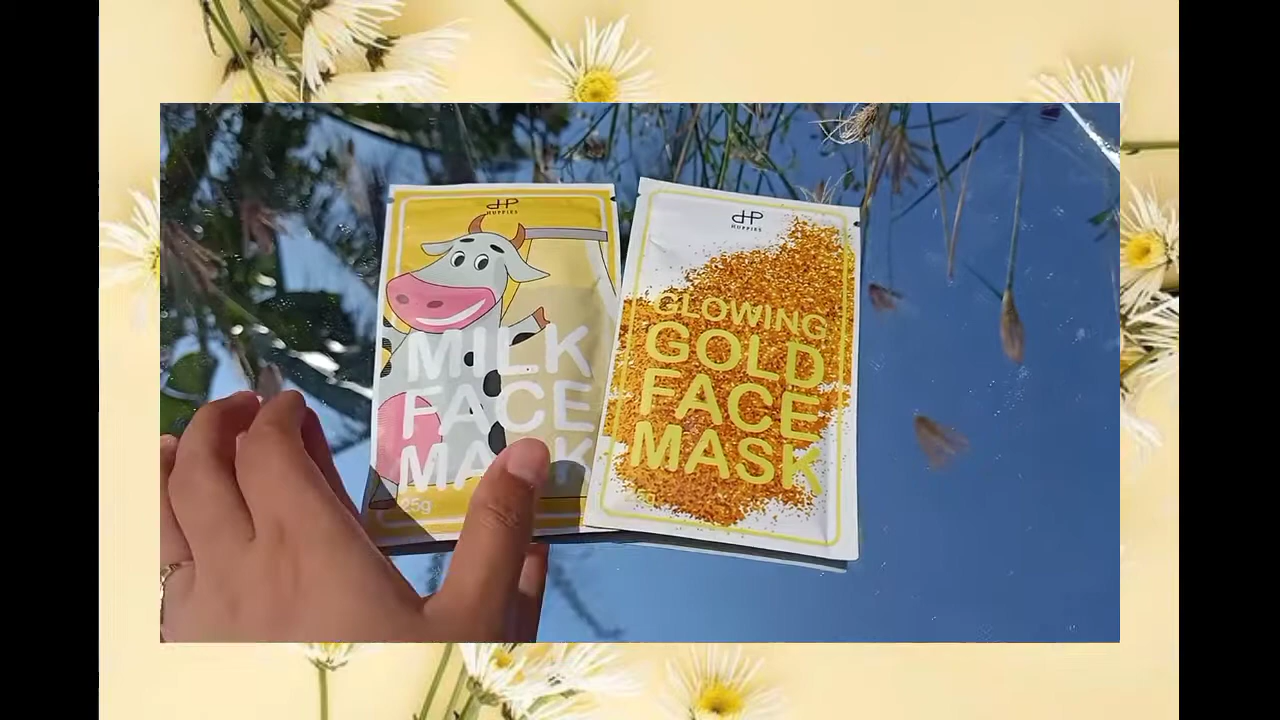 HP
HUPPIES
MILK
FACE
MASK
25g
HP
HUPPIES
GLOWING
GOLD
FACE
MASK